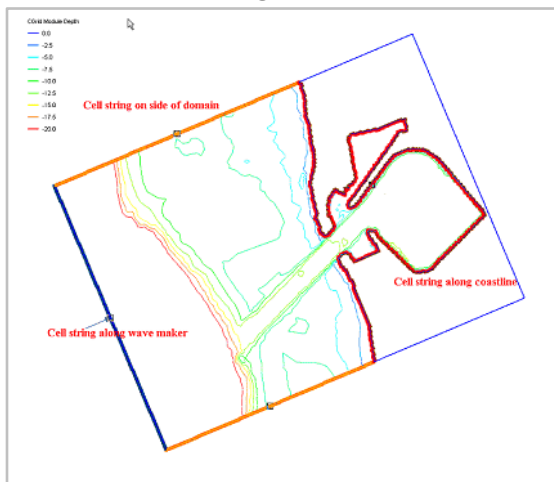 CGrid Module Depth
0.0
-2.5
-5.0
-7.5
-10.0
-12.5
-15.0
-17.5
-20.0
Cell string on side of domain
Cell string along coastline
Cell string along wave maker